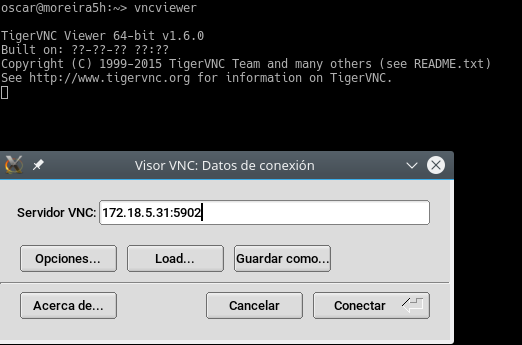 oscar@moreira5h:~> vncviewer
TigerVNC Viewer 64-bit v1.6.0
Built on: ??-??-?? ??:??
Copyright (C) 1999-2015 TigerVNC Team and many others (see README.txt)
See http://www.tigervnc.org for information on TigerVNC.
Visor VNC: Datos de conexión
Servidor VNC: 172.18.5.31:5902
Opciones... Load... Guardar como...
Acerca de... Cancelar Conectar